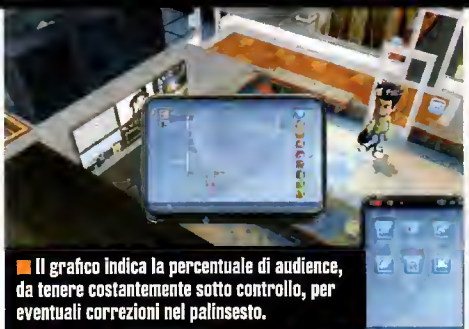 Il grafico indica la percentuale di audience,
da tenere costantemente sotto controllo, per
eventuali correzioni nel palinsesto.